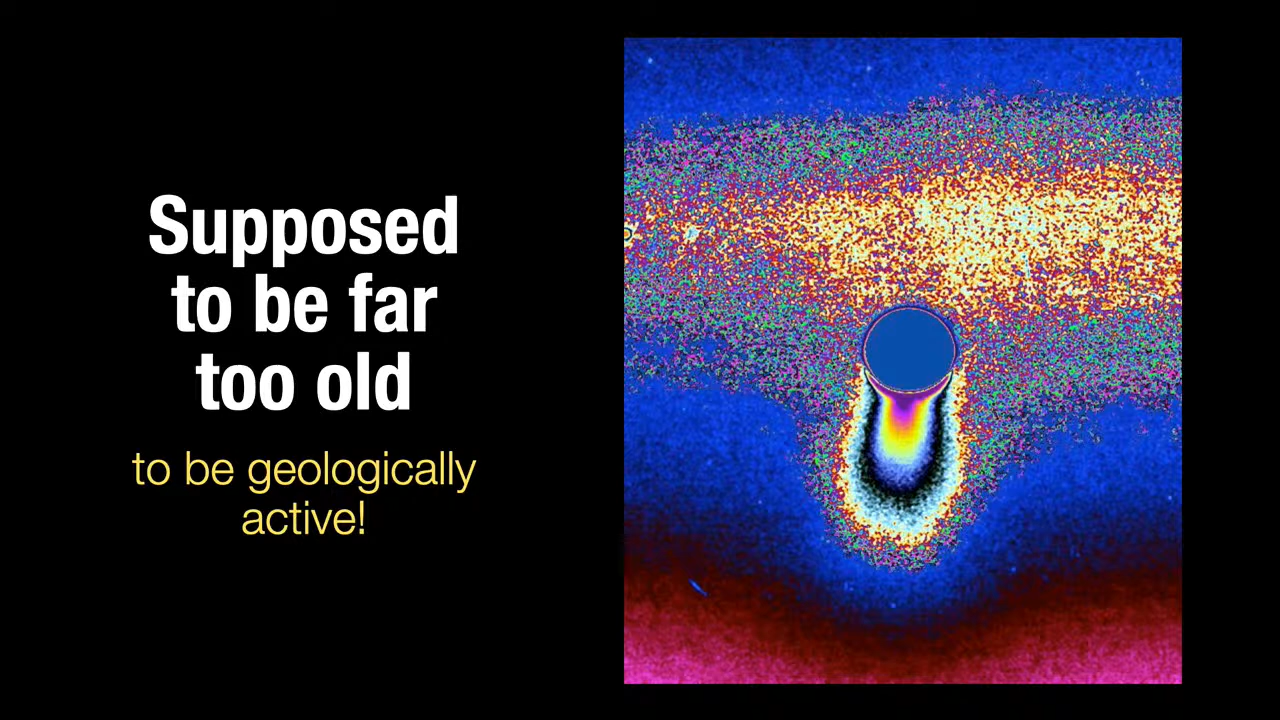 Supposed
to be far
too old
to be geologically
active!